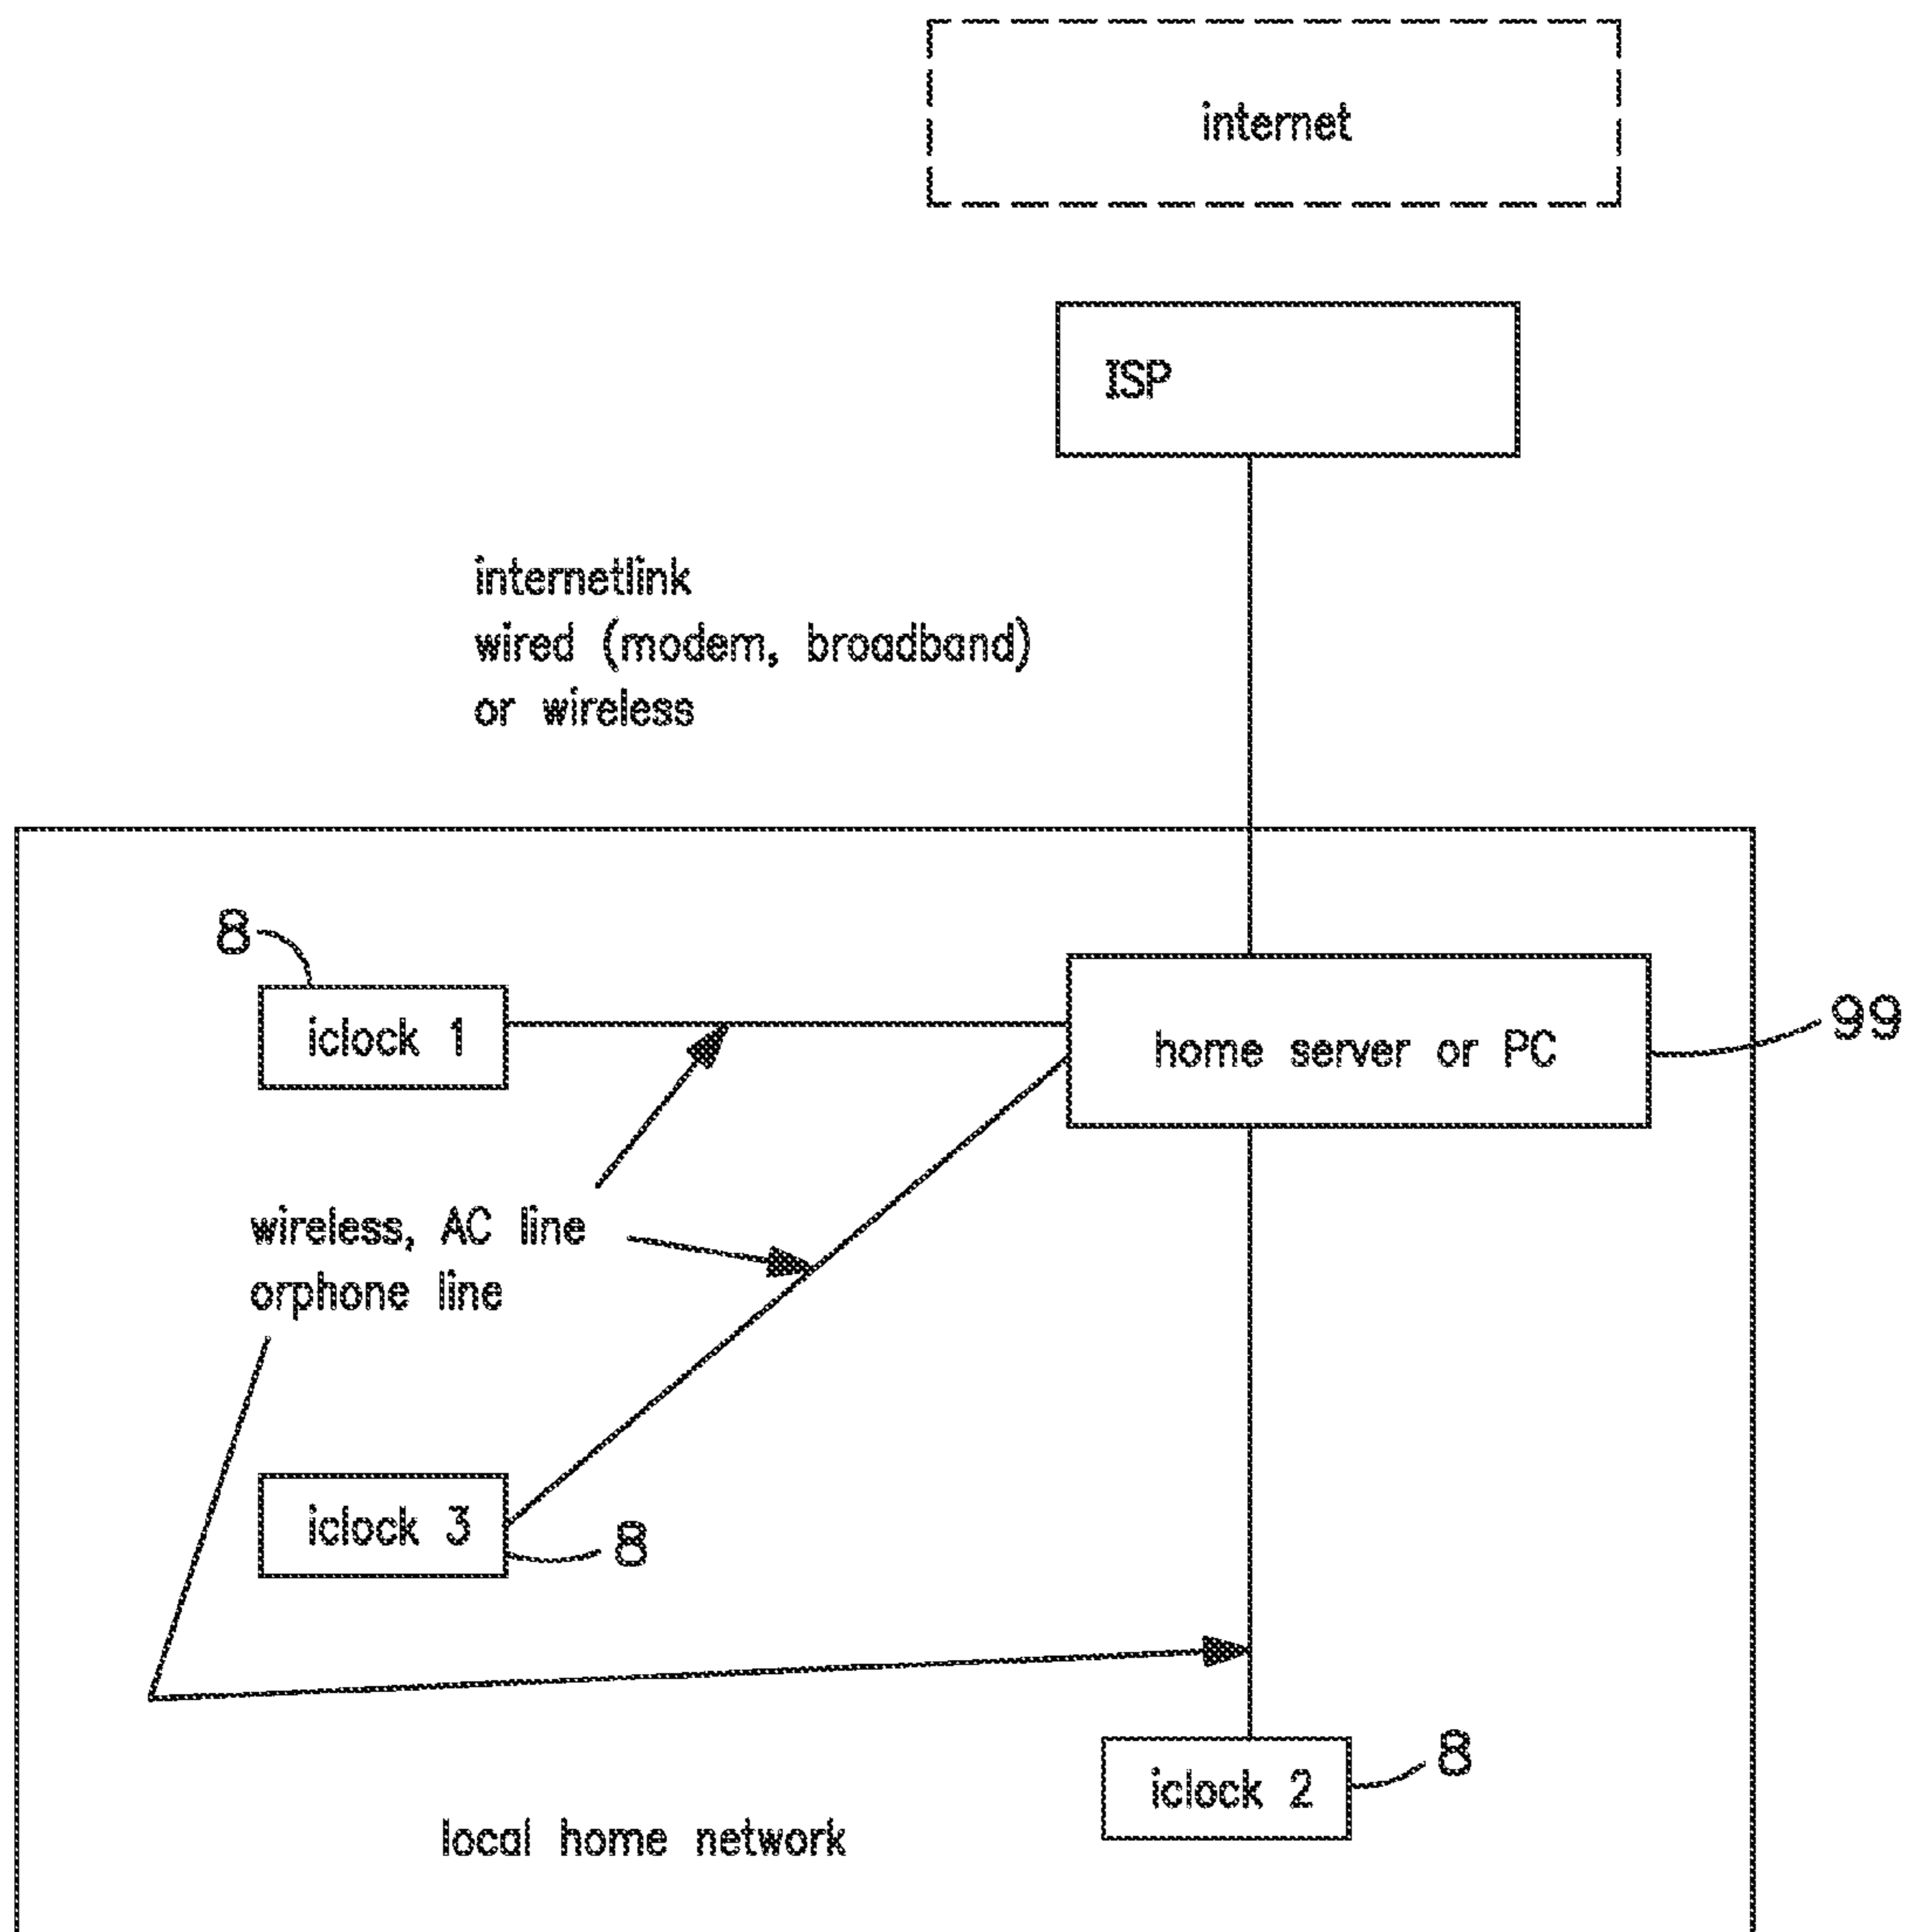 internet
ISP
internetlink
wired (modem, broadband)
or wireless
8
iclock 1
home server or PC
99
wireless, AC line
orphone line
iclock 3
8
iclock 2
8
local home network